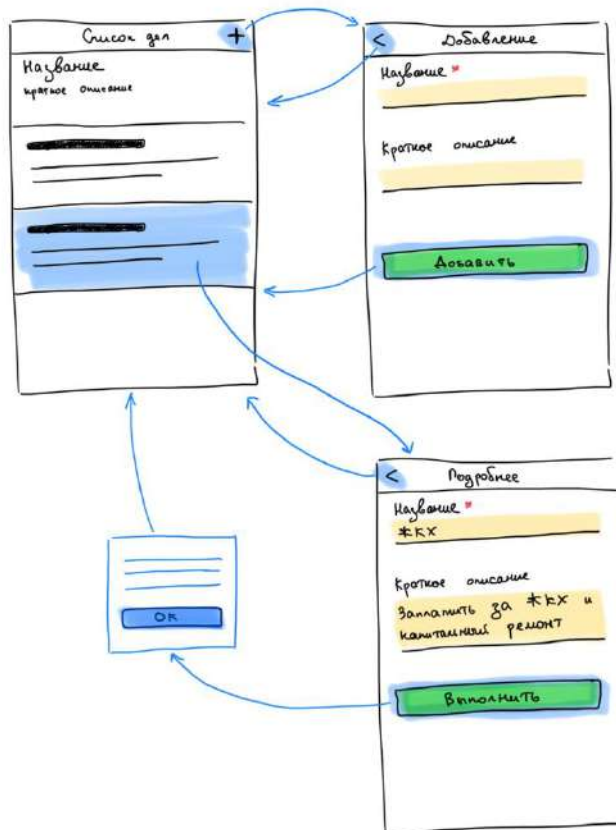 Список дел +
Название
краткое описание
< Добавление
Название *
Краткое описание
Добавить
< Подробнее
Название *
ЖКХ
Краткое описание
Заплатить за ЖКХ и
капитальный ремонт
Выполнить
ОК